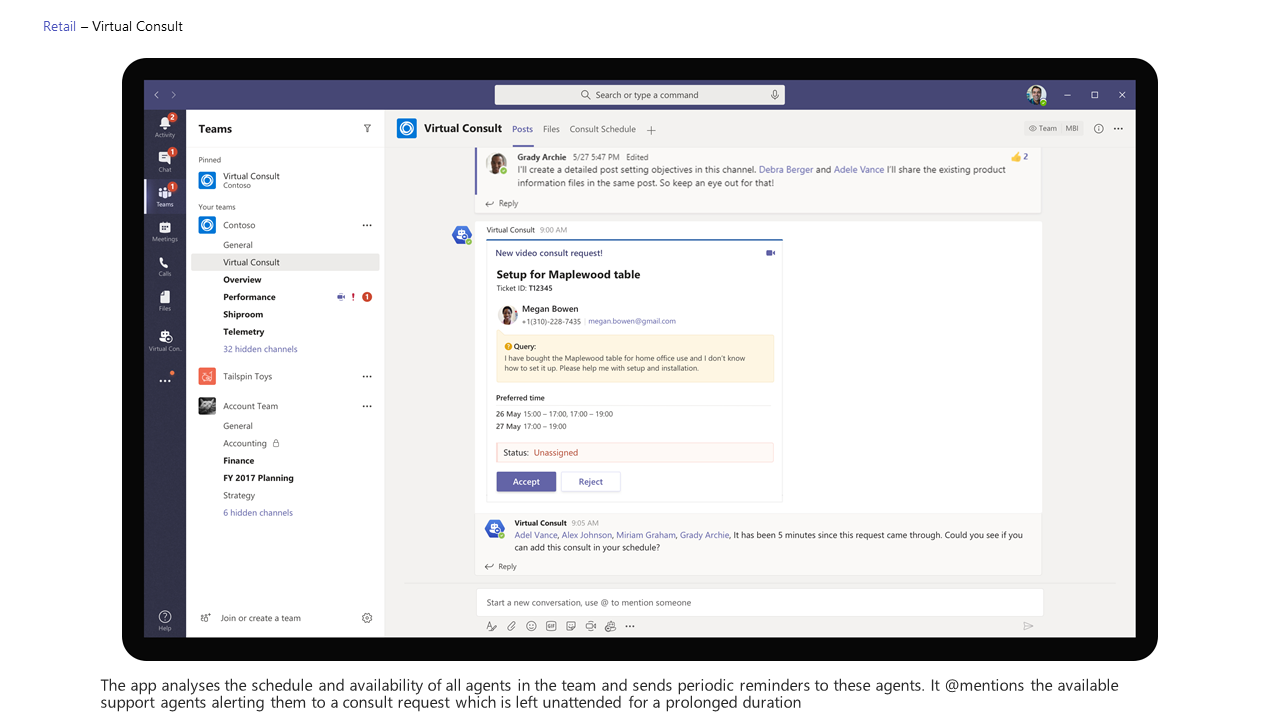 Retail – Virtual Consult
Search or type a command
Activity
2
Chat
1
Teams
1
Meetings
Calls
Files
Virtual Con..
Help
Teams
Pinned
Virtual Consult
Contoso
Your teams
Contoso
General
Virtual Consult
Overview
Performance ! 1
Shiproom
Telemetry
32 hidden channels
Tailspin Toys
Account Team
General
Accounting
Finance
FY 2017 Planning
Strategy
6 hidden channels
Join or create a team
Virtual Consult Posts Files Consult Schedule
Team MBI
Grady Archie 5/27 5:47 PM Edited 2
I'll create a detailed post setting objectives in this channel. Debra Berger and Adele Vance I'll share the existing product
information files in the same post. So keep an eye out for that!
Reply
Virtual Consult 9:00 AM
New video consult request!
Setup for Maplewood table
Ticket ID: T12345
Megan Bowen
+1(310)-228-7435 | megan.bowen@gmail.com
Query:
I have bought the Maplewood table for home office use and I don't know
how to set it up. Please help me with setup and installation.
Preferred time
26 May 15:00 – 17:00, 17:00 – 19:00
27 May 17:00 – 19:00
Status: Unassigned
Accept Reject
Virtual Consult 9:05 AM
Adel Vance, Alex Johnson, Miriam Graham, Grady Archie, It has been 5 minutes since this request came through. Could you see if you
can add this consult in your schedule?
Reply
Start a new conversation, use @ to mention someone
GIF
The app analyses the schedule and availability of all agents in the team and sends periodic reminders to these agents. It @mentions the available
support agents alerting them to a consult request which is left unattended for a prolonged duration